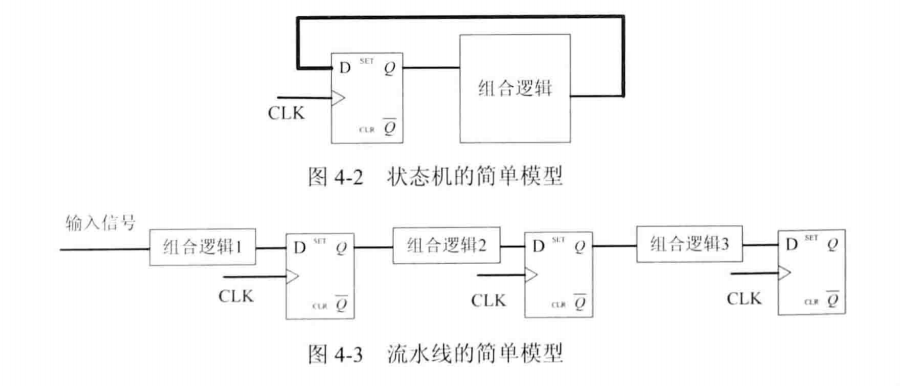 D SET Q
组合逻辑
CLK
CLR Q̅
图 4-2 状态机的简单模型
输入信号
组合逻辑1 D SET Q 组合逻辑2 D SET Q 组合逻辑3 D SET Q
CLK CLR Q̅ CLK CLR Q̅ CLK CLR Q̅
图 4-3 流水线的简单模型